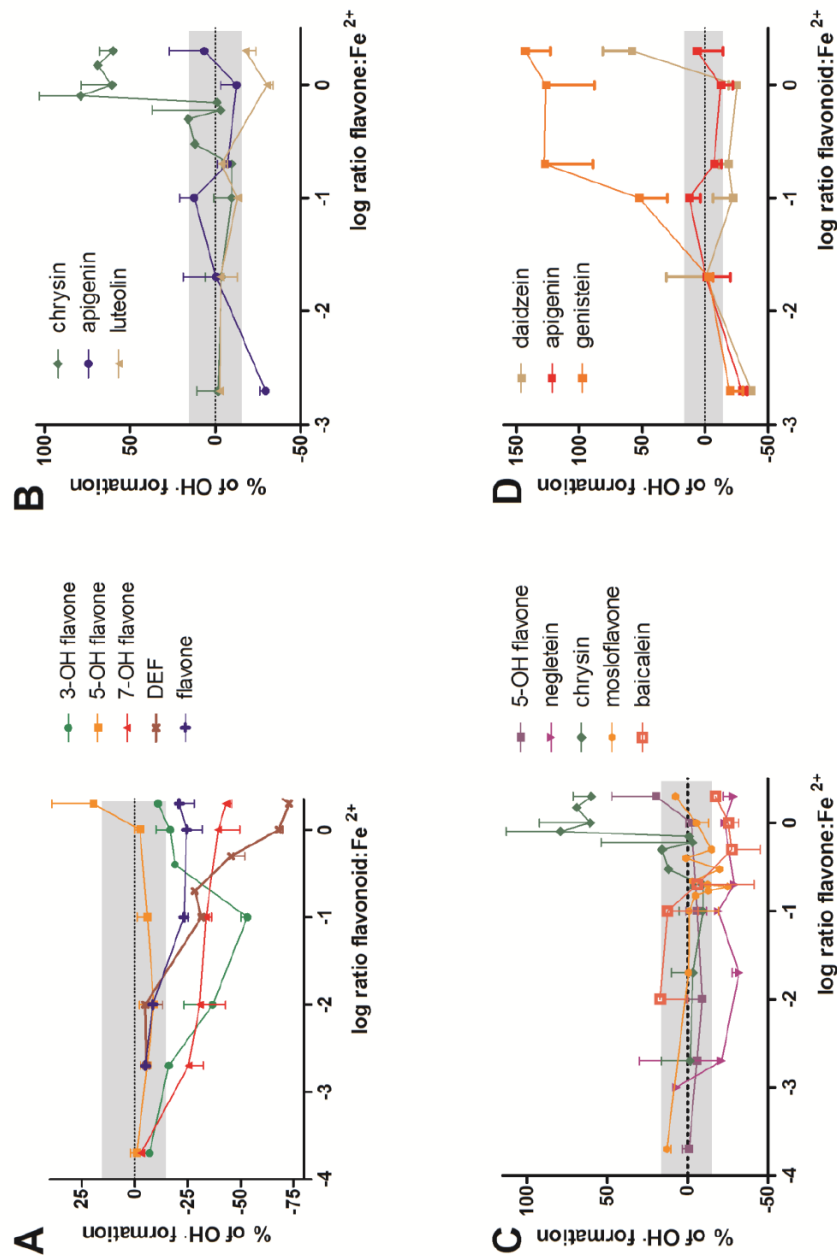 A
% of OH· formation
25
0
-25
-50
-75
-4
-3
-2
-1
0
log ratio flavonoid:Fe 2+
3-OH flavone
5-OH flavone
7-OH flavone
DEF
flavone
B
% of OH· formation
100
50
0
-50
-3
-2
-1
0
log ratio flavone:Fe 2+
chrysin
apigenin
luteolin
C
% of OH· formation
100
50
0
-50
-4
-3
-2
-1
0
log ratio flavone:Fe 2+
5-OH flavone
negletein
chrysin
mosloflavone
baicalein
D
% of OH· formation
150
100
50
0
-50
-3
-2
-1
0
log ratio flavonoid:Fe 2+
daidzein
apigenin
genistein